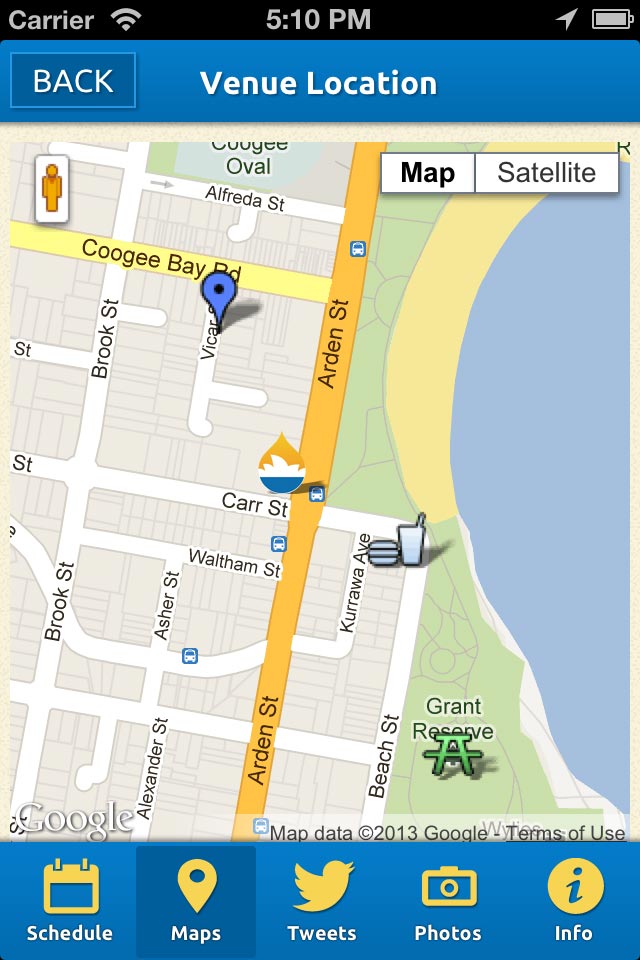 Carrier
5:10 PM
BACK
Venue Location
Coogee
Oval
R
Map
Satellite
Alfreda St
Coogee Bay Rd
Brook St
Vicar
Arden St
St
St
Carr St
Waltham St
Kurrawa Ave
Brook St
Asher St
Grant
Reserve
Arden St
Beach St
Alexander St
St
Google
Wylies
Map data ©2013 Google - Terms of Use
Schedule
Maps
Tweets
Photos
Info